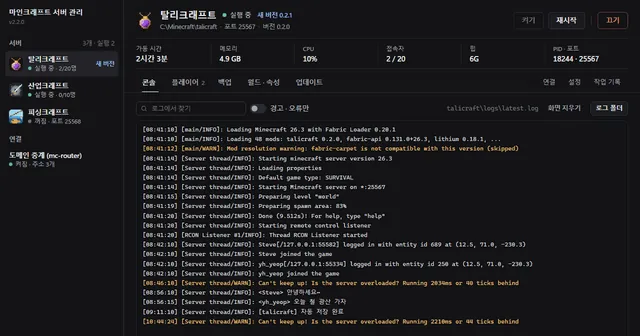 마인크래프트 서버 관리
v2.2.0
서버
3개 · 실행 2
탈리크래프트
실행 중 · 2/20명
새 버전
산업크래프트
실행 중 · 0/10명
피싱크래프트
꺼짐 · 포트 25568
연결
도메인 중계 (mc-router)
켜짐 · 주소 3개
탈리크래프트 실행 중 새 버전 0.2.1
C:\Minecraft\talicraft · 포트 25567 · 버전 0.2.0
켜기 재시작 끄기
가동 시간
2시간 3분
메모리
4.9 GB
CPU
10%
접속자
2 / 20
힙
6G
PID · 포트
18244 · 25567
콘솔 플레이어 2 백업 월드 · 속성 업데이트 연결 설정 작업 기록
로그에서 찾기 경고 · 오류만 talicraft\logs\latest.log 화면 지우기 로그 폴더
[08:41:10] [main/INFO]: Loading Minecraft 26.3 with Fabric Loader 0.20.1
[08:41:10] [main/INFO]: Loading 48 mods: talicraft 0.2.0, fabric-api 0.131.0+26.3, lithium 0.18.1, ...
[08:41:12] [main/WARN]: Mod resolution warning: fabric-carpet is not compatible with this version (skipped)
[08:41:14] [Server thread/INFO]: Starting minecraft server version 26.3
[08:41:14] [Server thread/INFO]: Loading properties
[08:41:14] [Server thread/INFO]: Default game type: SURVIVAL
[08:41:14] [Server thread/INFO]: Starting Minecraft server on *:25567
[08:41:15] [Server thread/INFO]: Preparing level "world"
[08:41:19] [Server thread/INFO]: Preparing spawn area: 83%
[08:41:20] [Server thread/INFO]: Done (9.512s)! For help, type "help"
[08:41:20] [Server thread/INFO]: Starting remote control listener
[08:41:20] [RCON Listener #1/INFO]: Thread RCON Listener started
[08:42:10] [Server thread/INFO]: Steve[/127.0.0.1:55582] logged in with entity id 689 at (12.5, 71.0, -230.3)
[08:42:10] [Server thread/INFO]: Steve joined the game
[08:42:10] [Server thread/INFO]: yh_yeop[/127.0.0.1:55334] logged in with entity id 250 at (12.5, 71.0, -230.3)
[08:42:10] [Server thread/INFO]: yh_yeop joined the game
[08:46:10] [Server thread/WARN]: Can't keep up! Is the server overloaded? Running 2034ms or 40 ticks behind
[08:56:10] [Server thread/INFO]: <Steve> 안녕하세요~
[08:56:15] [Server thread/INFO]: <yh_yeop> 오늘 철 광산 가자
[09:11:10] [Server thread/INFO]: [talicraft] 자동 저장 완료
[10:44:24] [Server thread/WARN]: Can't keep up! Is the server overloaded? Running 2210ms or 44 ticks behind